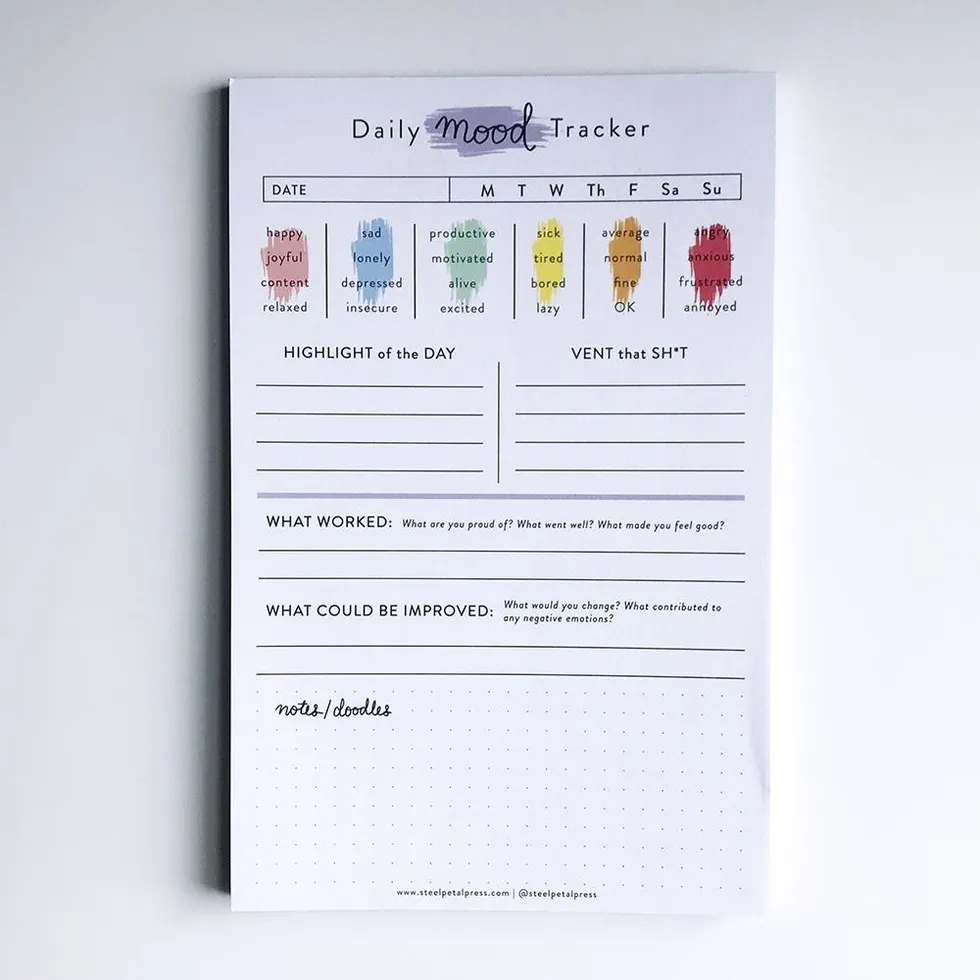 Daily mood Tracker
DATE M T W Th F Sa Su
happy sad productive sick average angry
joyful lonely motivated tired normal anxious
content depressed alive bored fine frustrated
relaxed insecure excited lazy OK annoyed
HIGHLIGHT of the DAY VENT that SH*T
WHAT WORKED: What are you proud of? What went well? What made you feel good?
WHAT COULD BE IMPROVED: What would you change? What contributed to
any negative emotions?
notes/doodles
www.steelpetalpress.com | @steelpetalpress